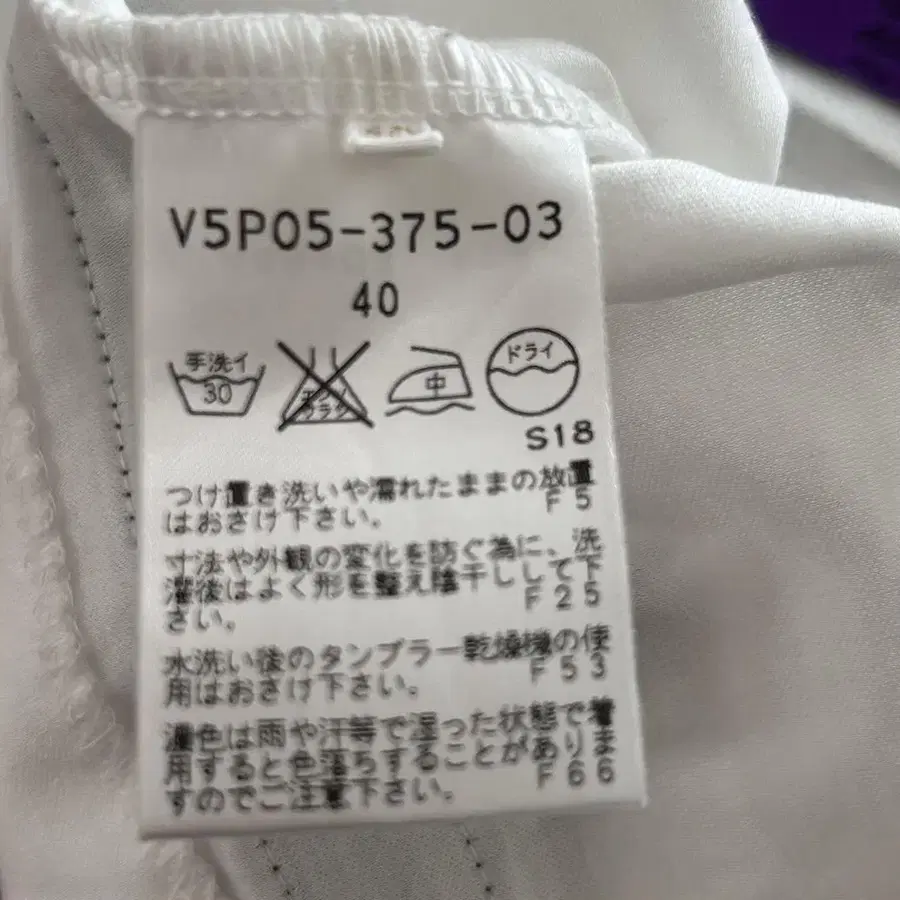 V5P05-375-03
40
手洗イ
30
エンソ
フラシ
中
ドライ
S18
つけ置き洗いや濡れたままの放置
はおさけ下さい。
F5
寸法や外観の変化を防ぐ為に、洗
濯後はよく形を整え陰干しして下
さい。
F25
水洗い後のタンブラー乾燥機の使
用はおさけ下さい。
F53
濃色は雨や汗等で湿った状態で着
用すると色落ちすることがありま
すのでご注意下さい。
F66